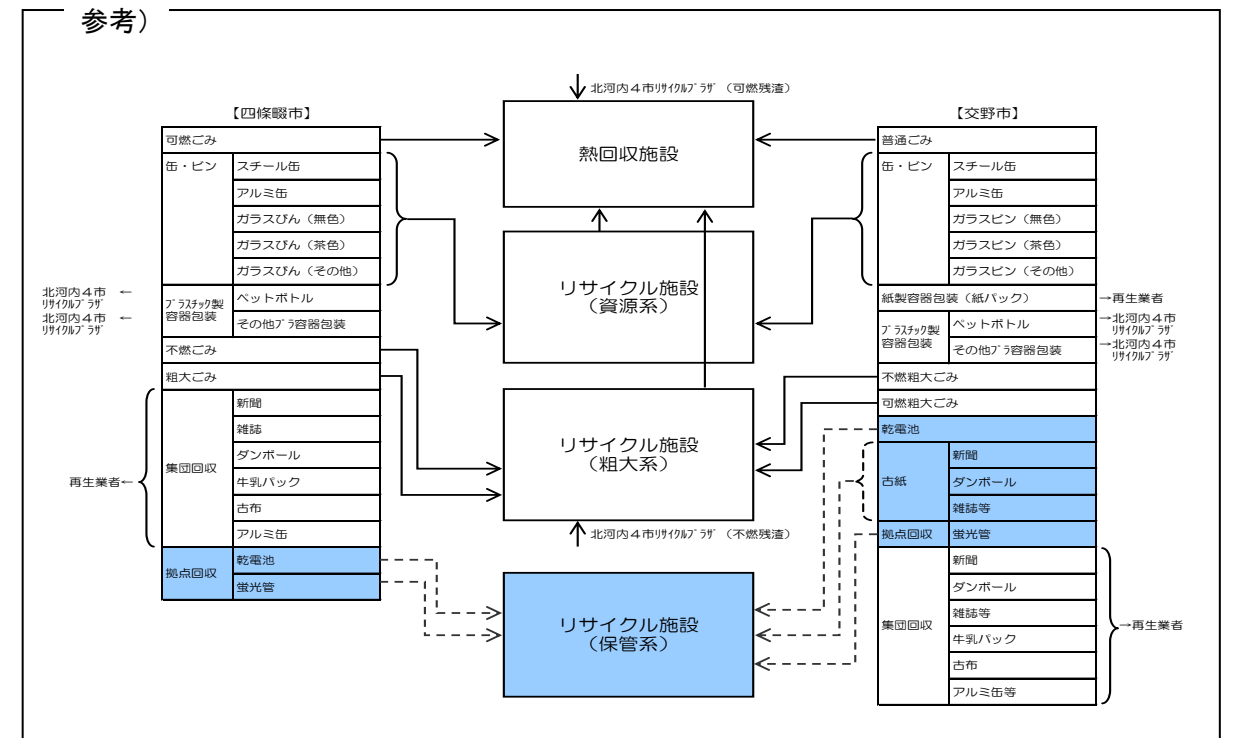 参考）
北河内４市ﾘｻｲｸﾙﾌﾟﾗｻﾞ（可燃残渣）
【四條畷市】
可燃ごみ
缶・ビン
スチール缶
アルミ缶
ガラスびん（無色）
ガラスびん（茶色）
ガラスびん（その他）
ﾌﾟﾗｽﾁｯｸ製
容器包装
ペットボトル
その他ﾌﾟﾗ容器包装
北河内４市 ←
ﾘｻｲｸﾙﾌﾟﾗｻﾞ
北河内４市 ←
ﾘｻｲｸﾙﾌﾟﾗｻﾞ
不燃ごみ
粗大ごみ
集団回収
新聞
雑誌
ダンボール
牛乳パック
古布
アルミ缶
再生業者←
拠点回収
乾電池
蛍光管
熱回収施設
リサイクル施設
（資源系）
リサイクル施設
（粗大系）
北河内４市ﾘｻｲｸﾙﾌﾟﾗｻﾞ（不燃残渣）
リサイクル施設
（保管系）
【交野市】
普通ごみ
缶・ビン
スチール缶
アルミ缶
ガラスビン（無色）
ガラスビン（茶色）
ガラスビン（その他）
紙製容器包装（紙パック）
→再生業者
ﾌﾟﾗｽﾁｯｸ製
容器包装
ペットボトル
その他ﾌﾟﾗ容器包装
→北河内４市
ﾘｻｲｸﾙﾌﾟﾗｻﾞ
→北河内４市
ﾘｻｲｸﾙﾌﾟﾗｻﾞ
不燃粗大ごみ
可燃粗大ごみ
乾電池
古紙
新聞
ダンボール
雑誌等
拠点回収
蛍光管
集団回収
新聞
ダンボール
雑誌等
牛乳パック
古布
アルミ缶等
→再生業者